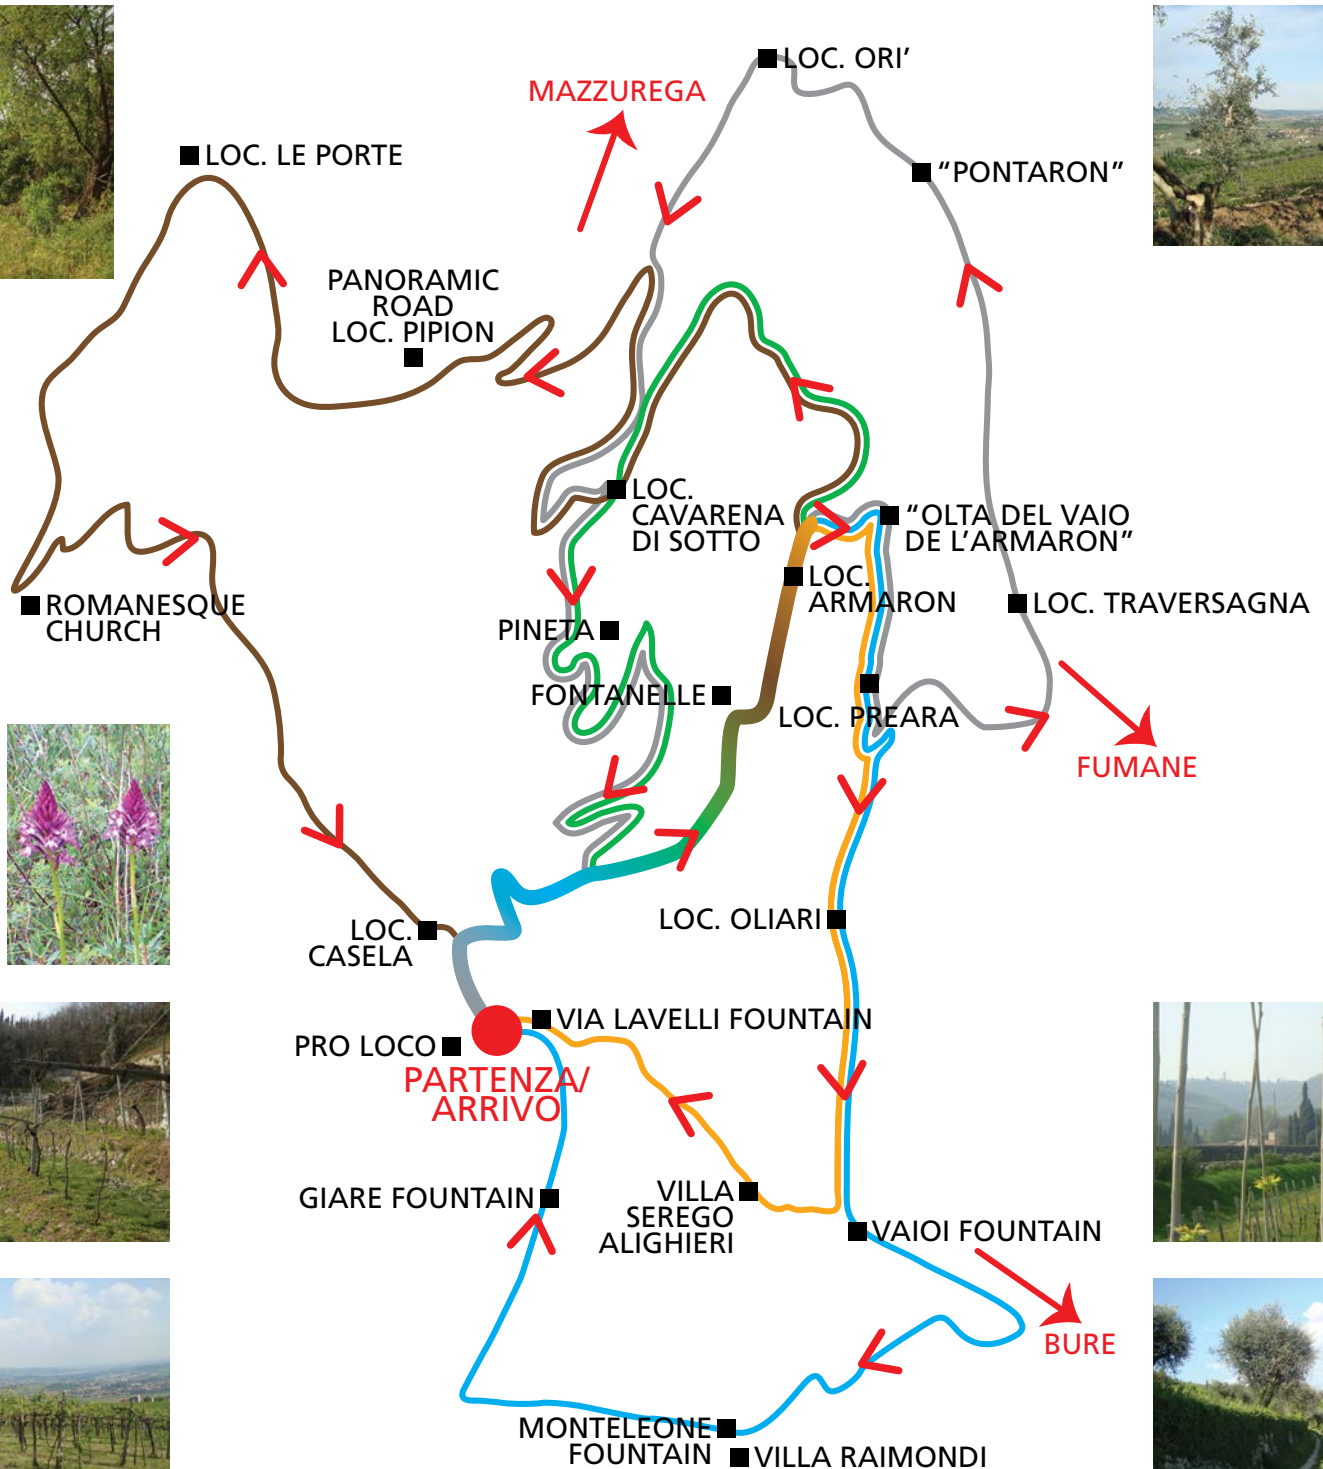 LOC. ORI’
MAZZUREGA
LOC. LE PORTE
“PONTARON”
PANORAMIC
ROAD
LOC. PIPION
LOC.
CAVARENA
DI SOTTO
“OLTA DEL VAIO
DE L’ARMARON”
LOC.
ARMARON
ROMANESQUE
CHURCH
LOC. TRAVERSAGNA
PINETA
FONTANELLE
LOC. PREARA
FUMANE
LOC.
CASELA
LOC. OLIARI
VIA LAVELLI FOUNTAIN
PRO LOCO
PARTENZA/
ARRIVO
GIARE FOUNTAIN
VILLA
SEREGO
ALIGHIERI
VAIOI FOUNTAIN
BURE
MONTELEONE
FOUNTAIN
VILLA RAIMONDI